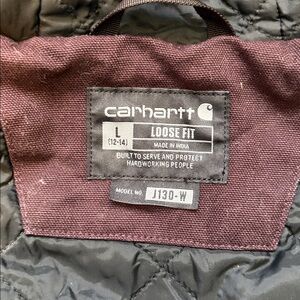 carhartt
L
(12-14)
LOOSE FIT
MADE IN INDIA
BUILT TO SERVE AND PROTECT
HARDWORKING PEOPLE
MODEL NO. J130-W